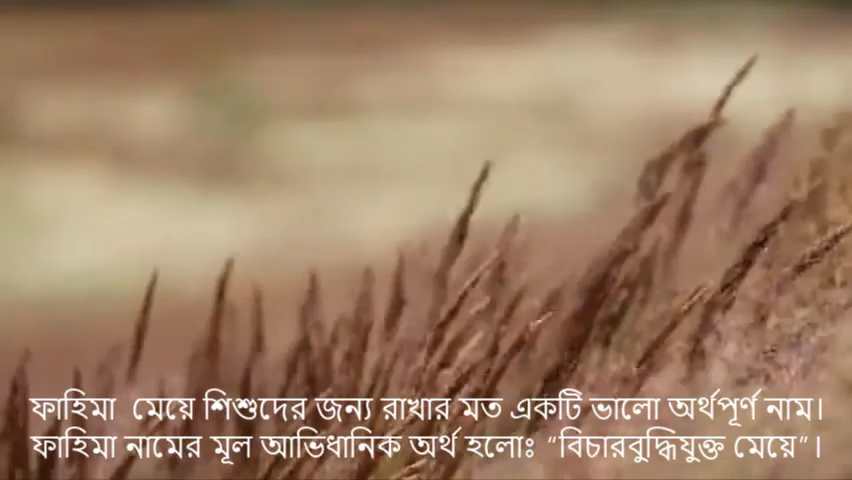 ফাহিমা মেয়ে শিশুদের জন্য রাখার মত একটি ভালো অর্থপূর্ণ নাম।
ফাহিমা নামের মূল আভিধানিক অর্থ হলোঃ “বিচারবুদ্ধিযুক্ত মেয়ে”।